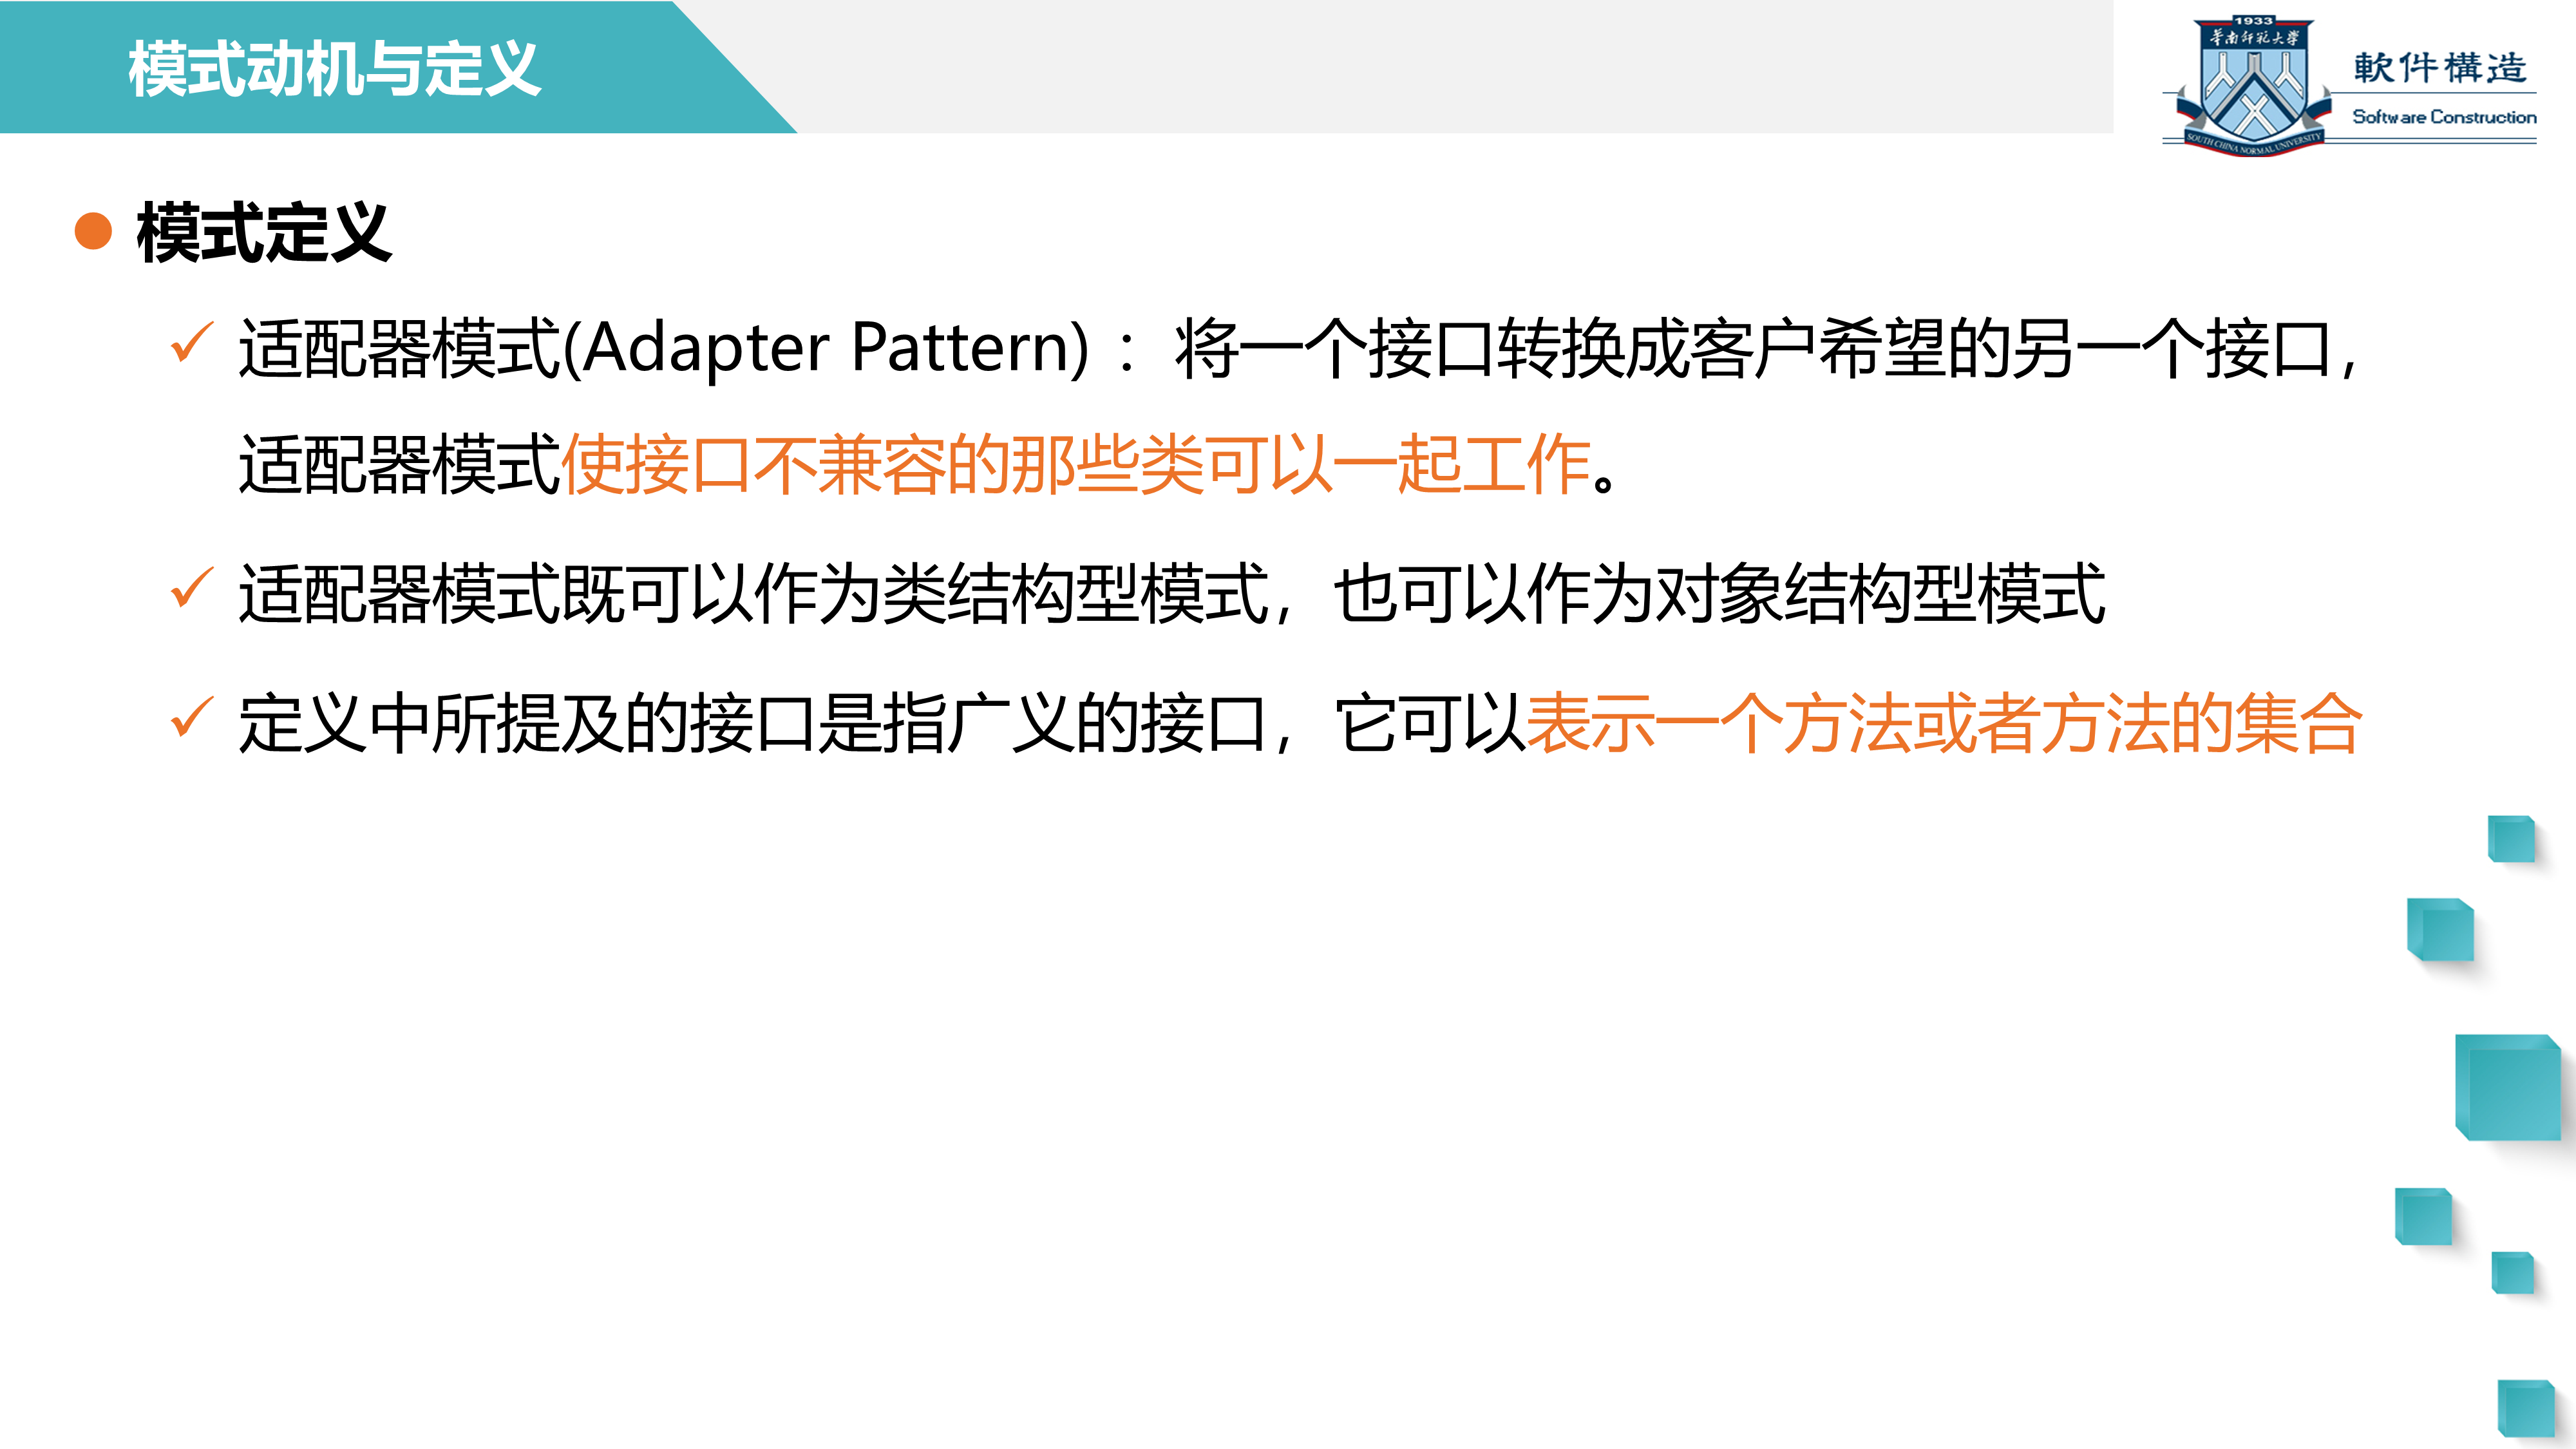 模式动机与定义
1933
华南师范大学
SOUTH CHINA NORMAL UNIVERSITY
軟件構造
Software Construction
模式定义
适配器模式(Adapter Pattern) ：将一个接口转换成客户希望的另一个接口，
适配器模式使接口不兼容的那些类可以一起工作。
适配器模式既可以作为类结构型模式，也可以作为对象结构型模式
定义中所提及的接口是指广义的接口，它可以表示一个方法或者方法的集合